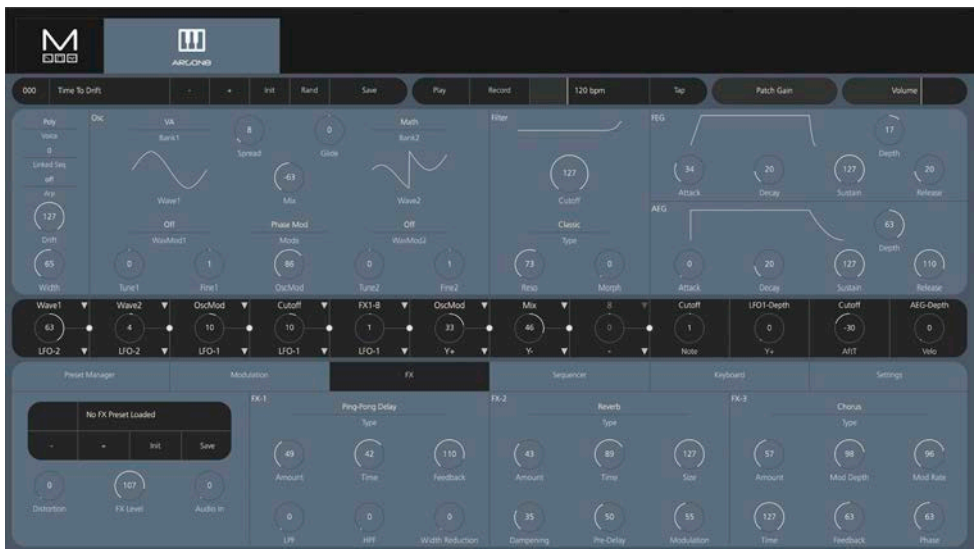 M
ARGON8
000 Time To Drift - + Init Rand Save Play Record 120 bpm Tap Patch Gain Volume
Poly
Voice
0
Linked Seq
off
Arp
127
Drift
65
Width
Osc
VA
Bank1
8
Spread
0
Glide
Math
Bank2
Wave1
-63
Mix
Wave2
Off
WavMod1
Phase Mod
Mods
Off
WavMod2
0
Tune1
1
Fine1
86
OscMod
0
Tune2
1
Fine2
Filter
127
Cutoff
Classic
Type
73
Reso
0
Morph
FEG
17
Depth
34
Attack
20
Decay
127
Sustain
20
Release
AEG
63
Depth
0
Attack
20
Decay
127
Sustain
110
Release
Wave1 Wave2 OscMod Cutoff FX1-B OscMod Mix 8 Cutoff LFO1-Depth Cutoff AEG-Depth
63 4 10 10 1 33 46 0 1 0 -30 0
LFO-2 LFO-2 LFO-1 LFO-1 LFO-1 Y+ Y- - Note Y+ AftT Velo
Preset Manager Modulation FX Sequencer Keyboard Settings
No FX Preset Loaded
- + Init Save
0
Distortion
107
FX Level
0
Audio In
FX-1
Ping-Pong Delay
Type
49
Amount
42
Time
110
Feedback
0
LPF
0
HPF
0
Width Reduction
FX-2
Reverb
Type
43
Amount
89
Time
127
Size
35
Dampening
50
Pre-Delay
55
Modulation
FX-3
Chorus
Type
57
Amount
98
Mod Depth
96
Mod Rate
127
Time
63
Feedback
63
Phase